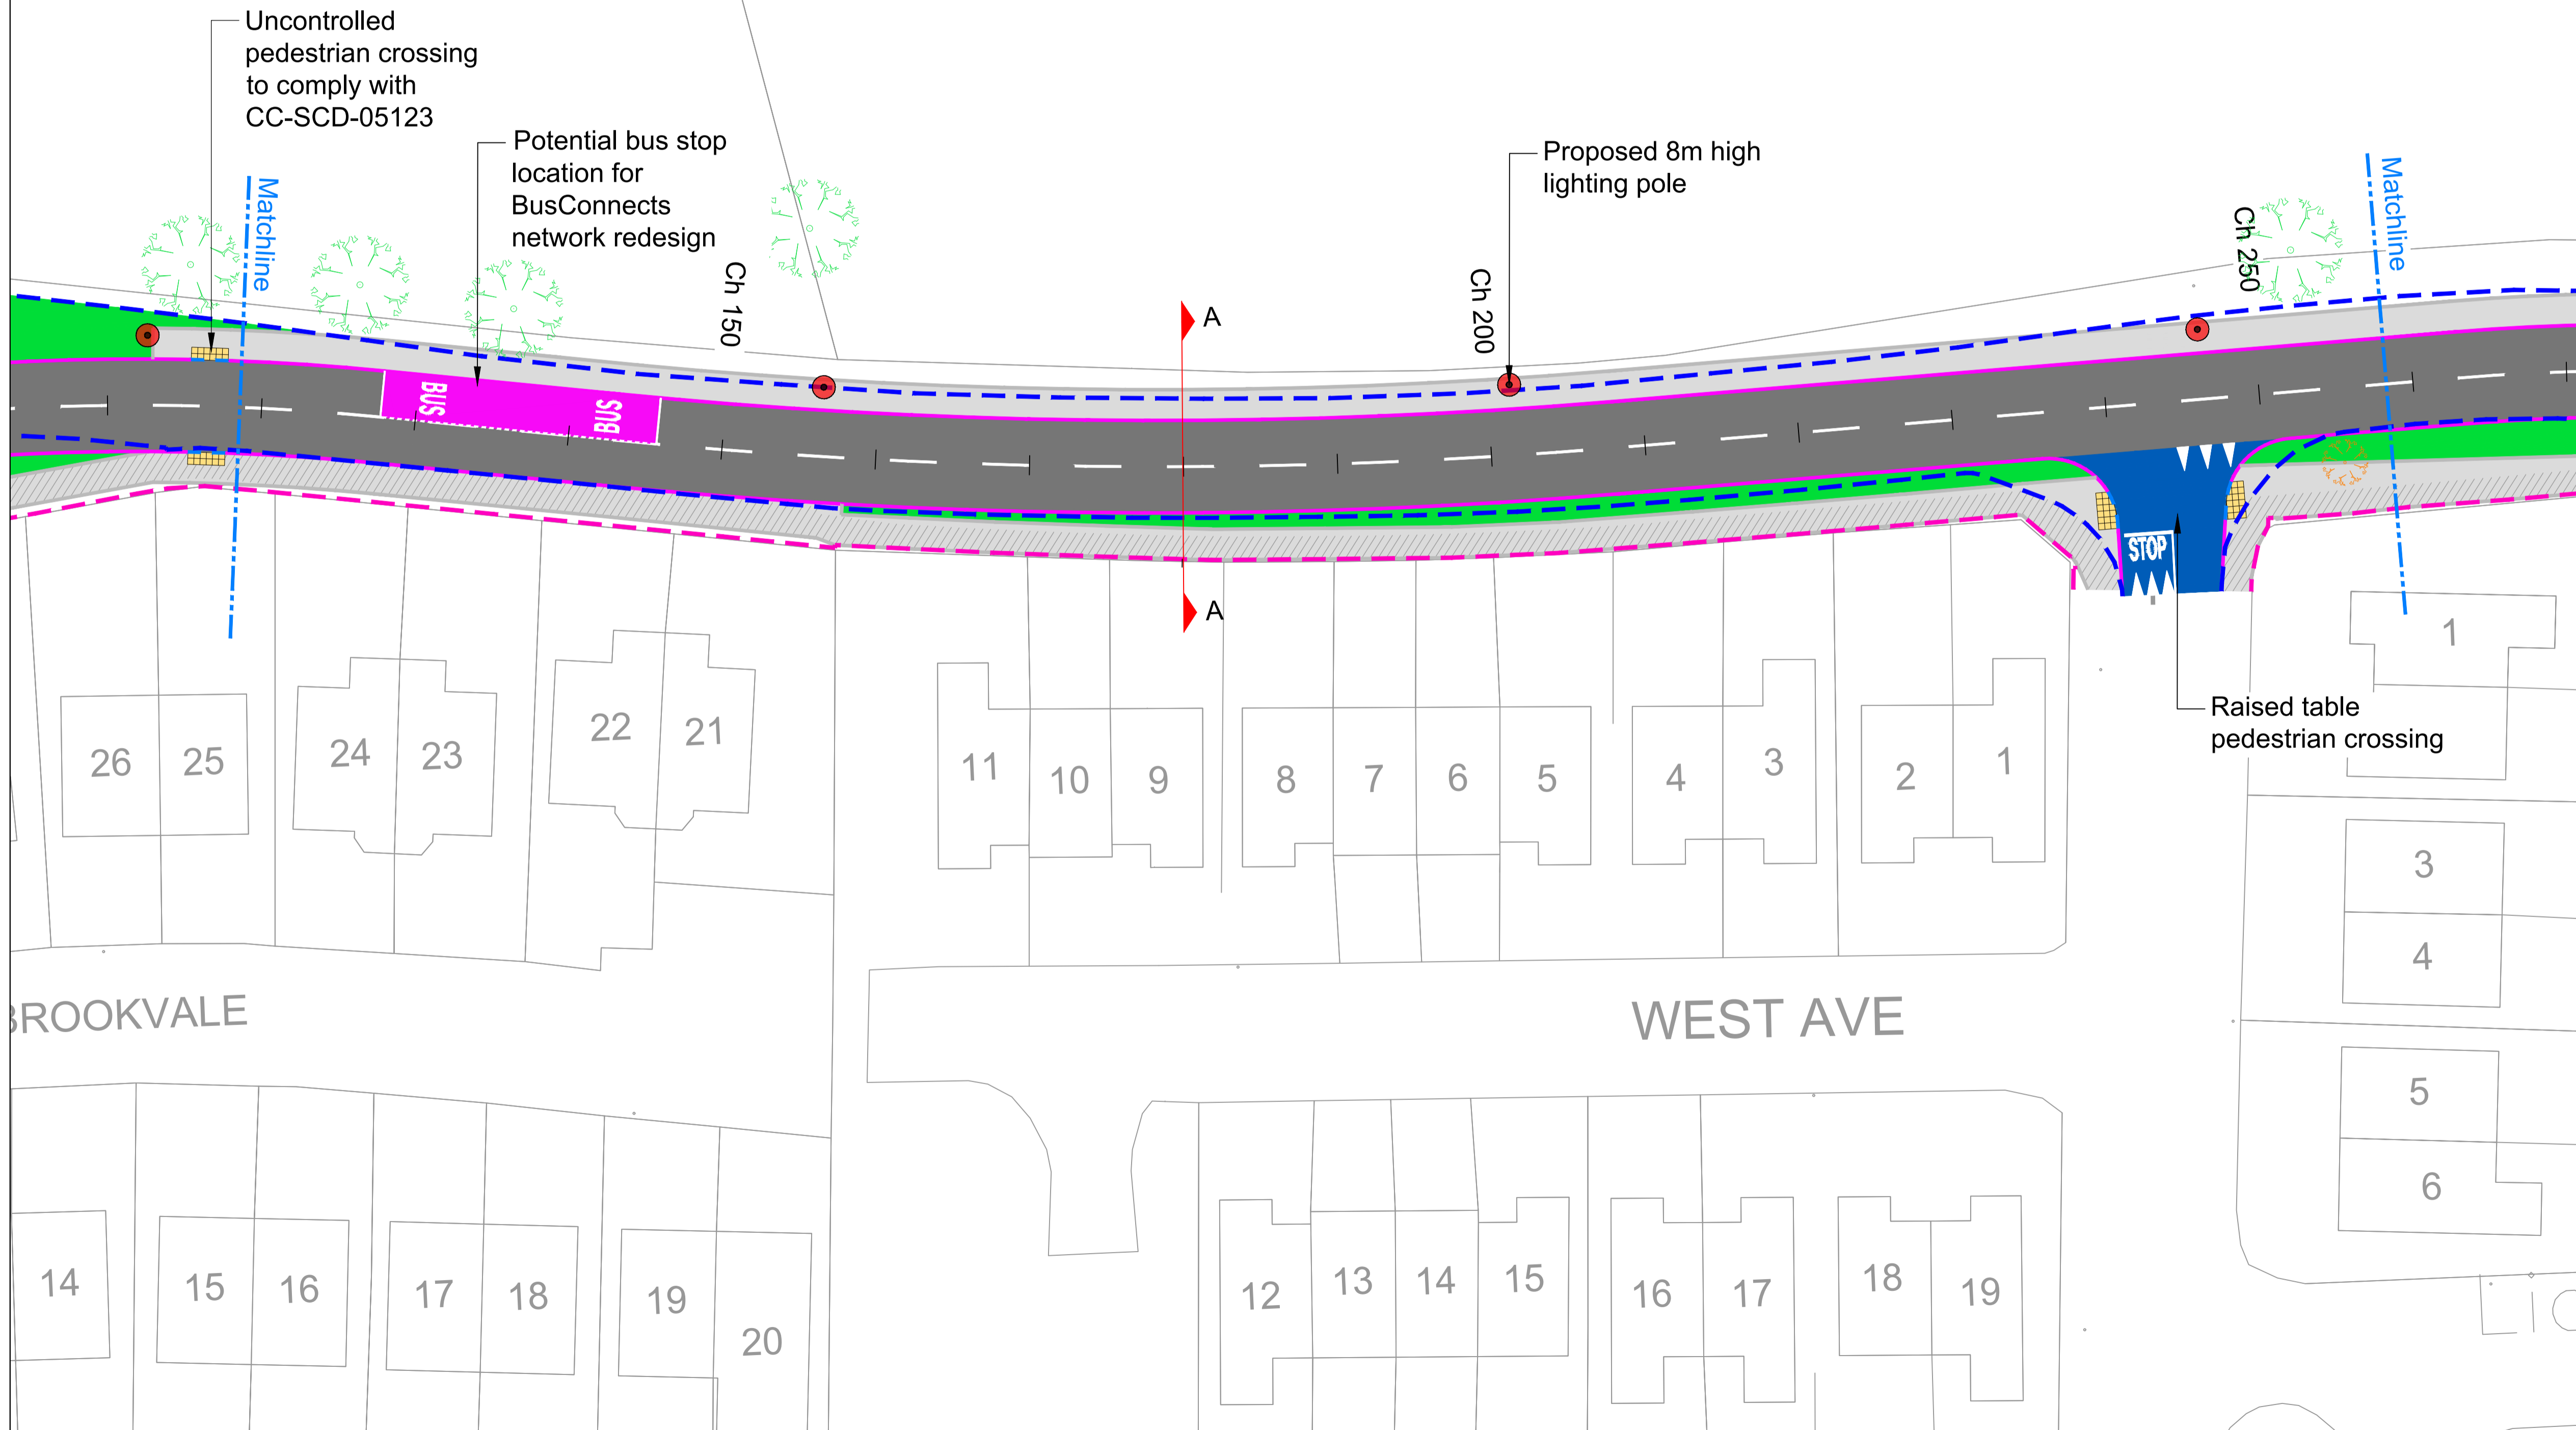 Uncontrolled
pedestrian crossing
to comply with
CC-SCD-05123
Potential bus stop
location for
BusConnects
network redesign
Proposed 8m high
lighting pole
Matchline
Matchline
Ch 150
Ch 200
Ch 250
A
A
BUS
BUS
STOP
Raised table
pedestrian crossing
26
25
24
23
22
21
11
10
9
8
7
6
5
4
3
2
1
1
3
4
5
6
BROOKVALE
WEST AVE
14
15
16
17
18
19
20
12
13
14
15
16
17
18
19